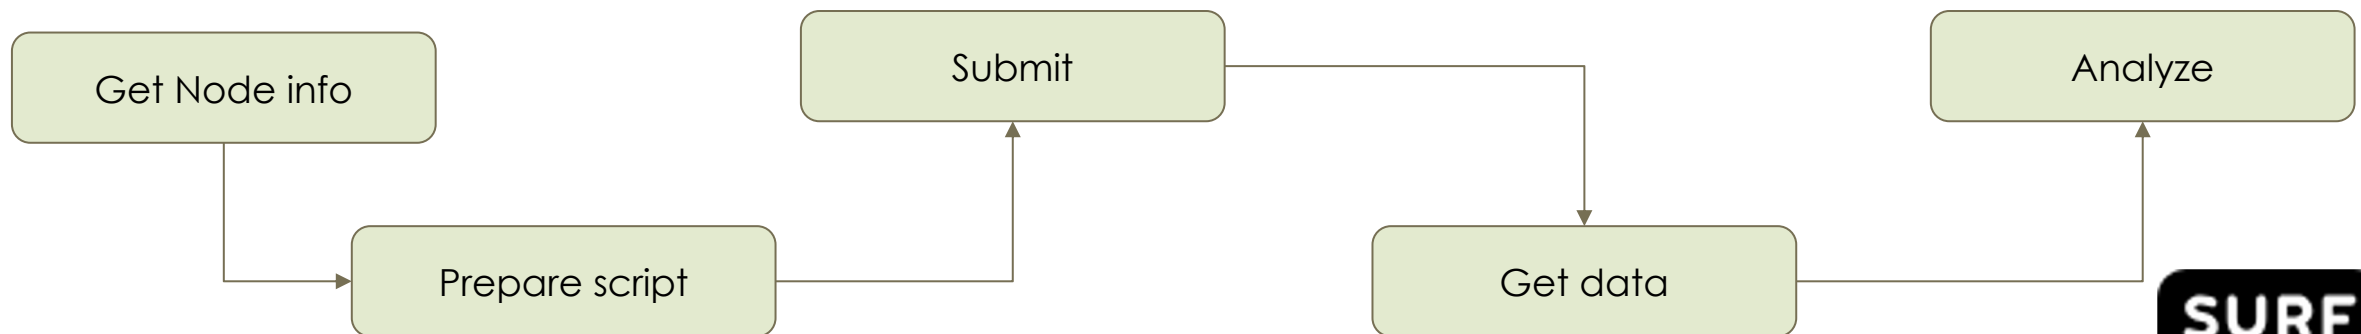 Get Node info
Prepare script
Submit
Get data
Analyze
SURF